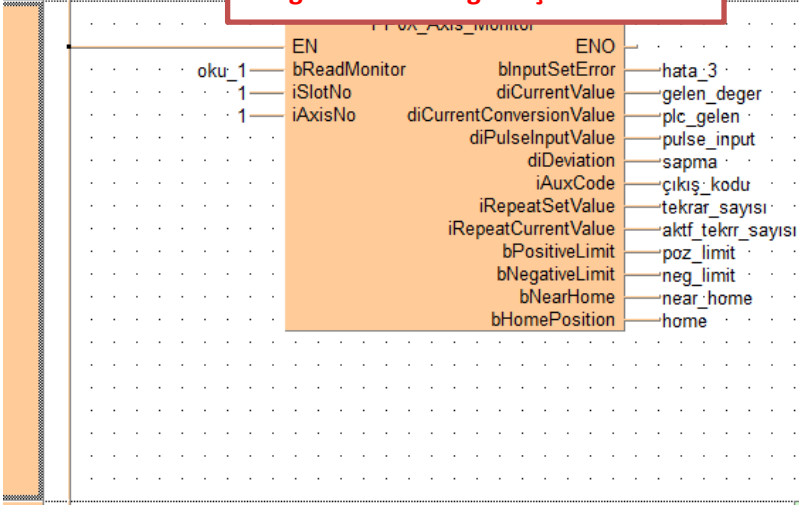 EN ENO
oku_1 bReadMonitor bInputSetError hata_3
1 iSlotNo diCurrentValue gelen_deger
1 iAxisNo diCurrentConversionValue plc_gelen
diPulseInputValue pulse_input
diDeviation sapma
iAuxCode çıkış_kodu
iRepeatSetValue tekrar_sayısı
iRepeatCurrentValue aktf_tekrr_sayısı
bPositiveLimit poz_limit
bNegativeLimit neg_limit
bNearHome near_home
bHomePosition home